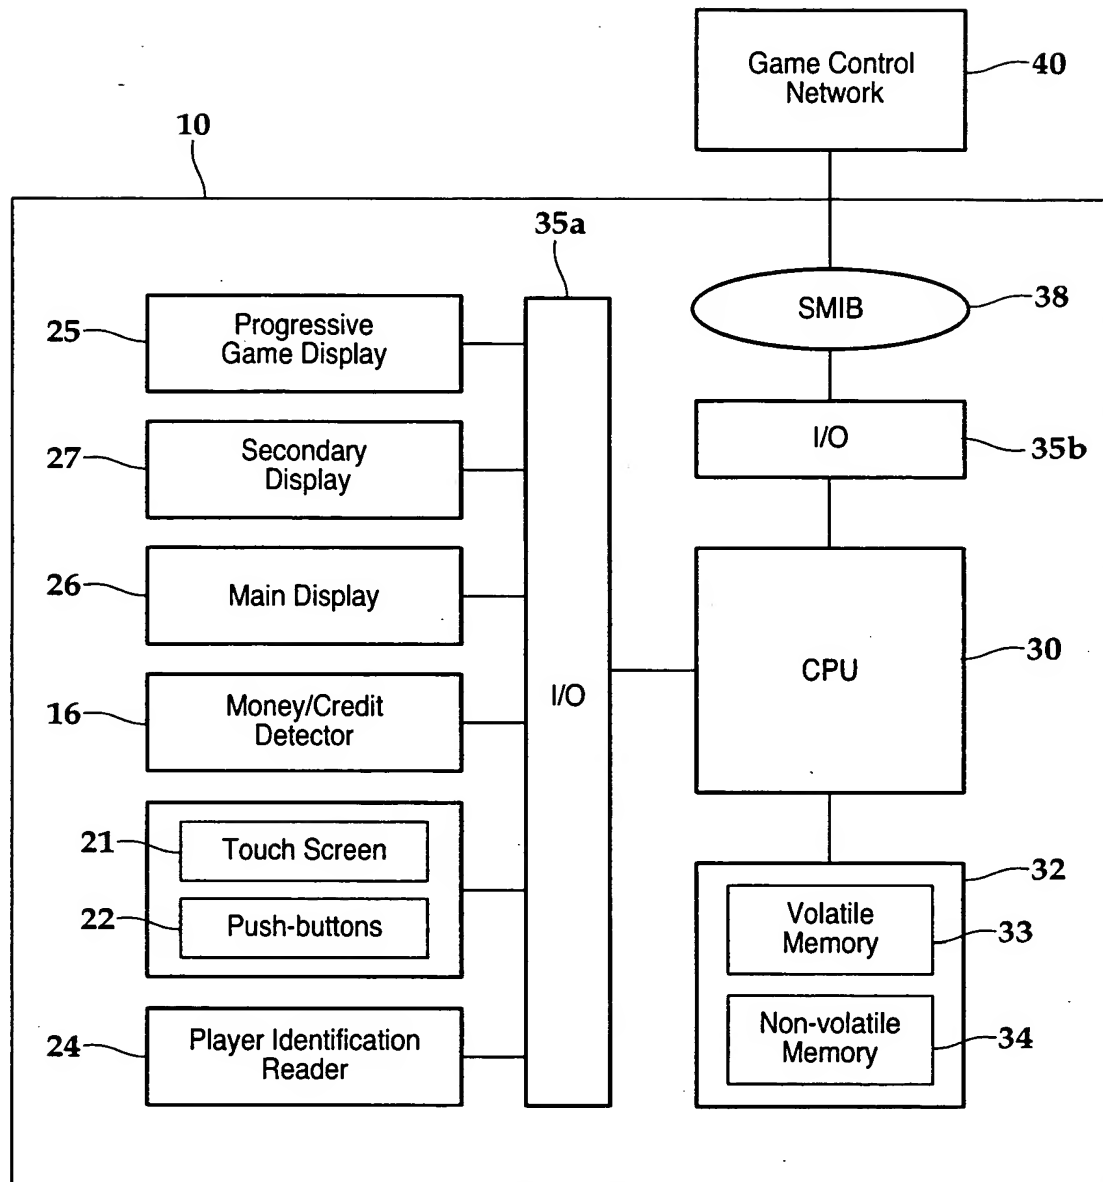 Game Control
Network
40
10
35a
SMIB
38
25
Progressive
Game Display
I/O
35b
27
Secondary
Display
26
Main Display
CPU
30
I/O
16
Money/Credit
Detector
21
Touch Screen
22
Push-buttons
32
Volatile
Memory
33
Non-volatile
Memory
34
24
Player Identification
Reader